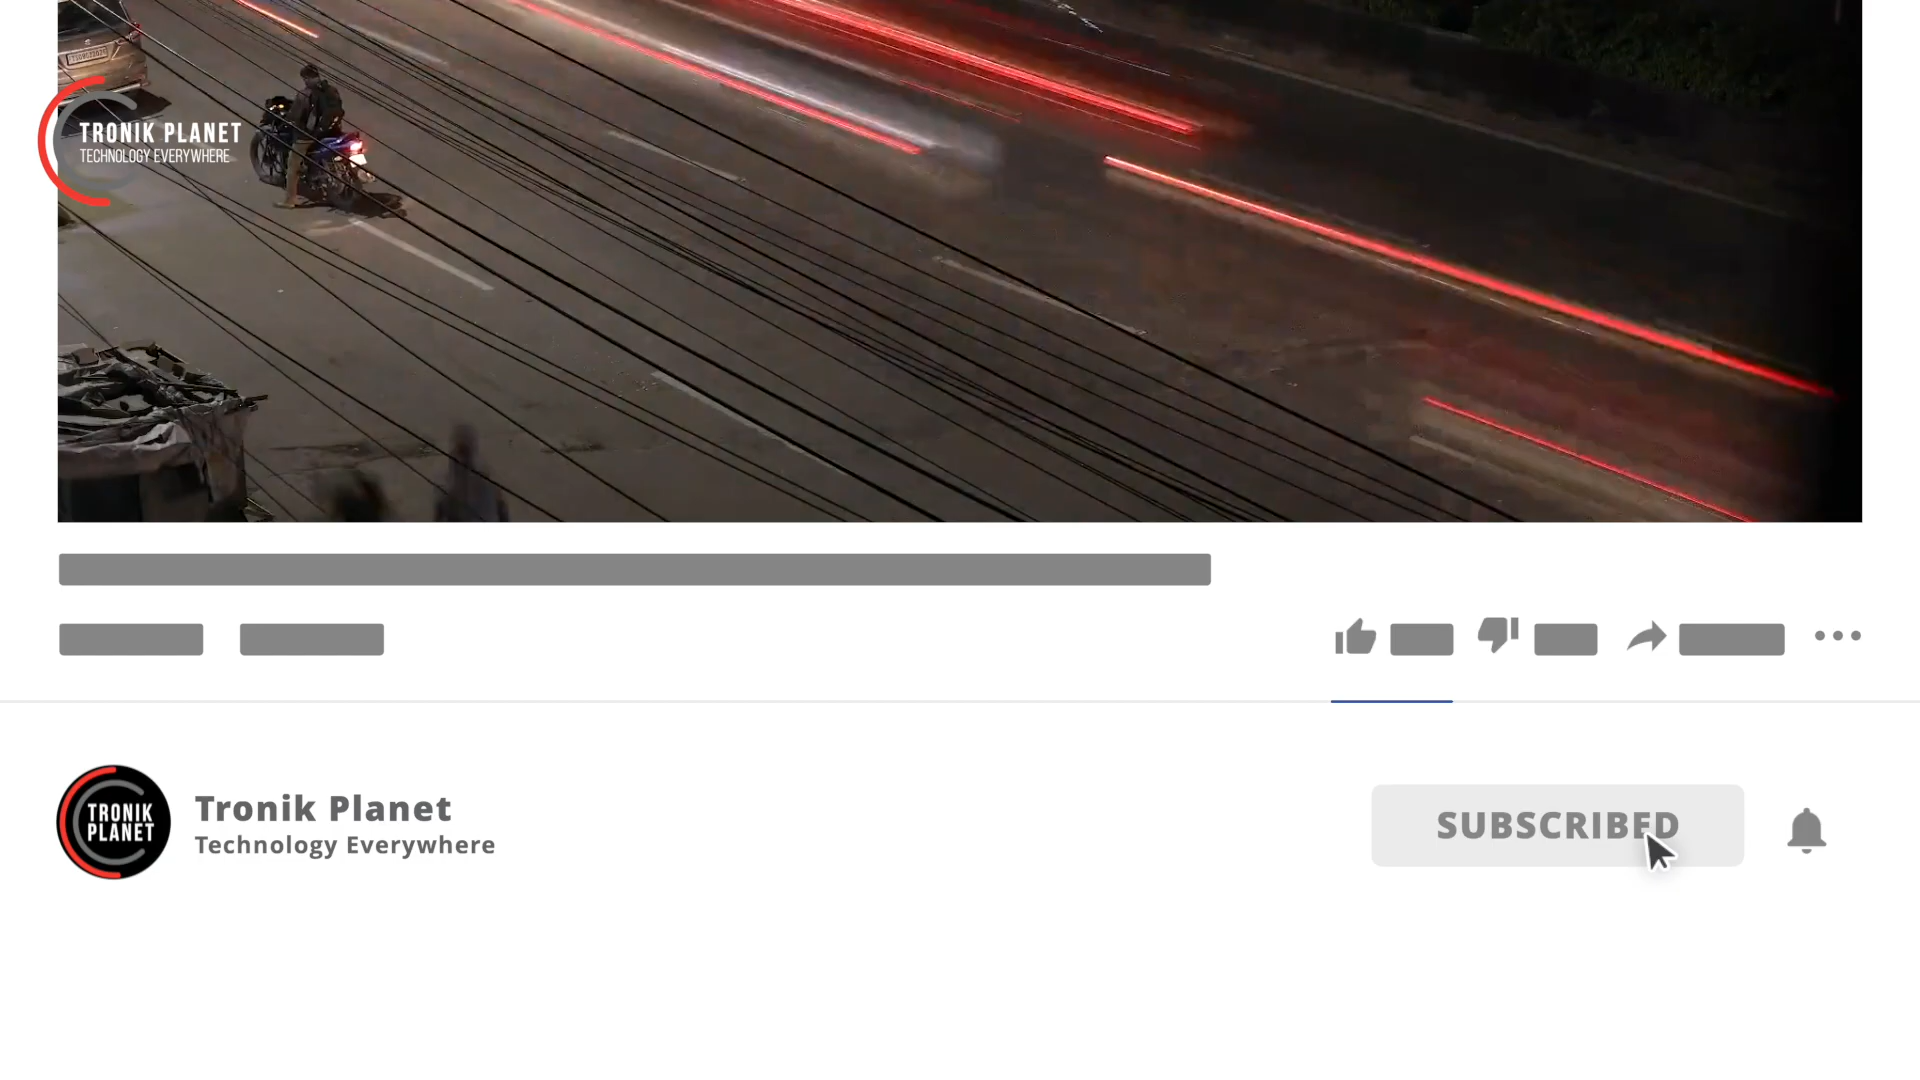 TRONIK PLANET
TECHNOLOGY EVERYWHERE
TRONIK
PLANET
Tronik Planet
Technology Everywhere
SUBSCRIBED